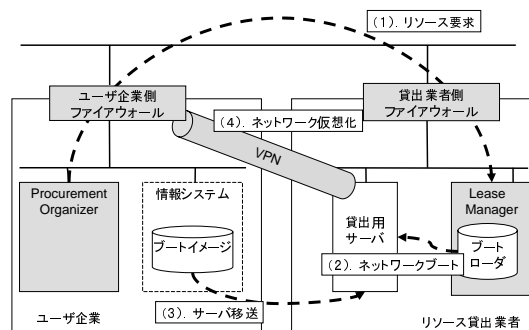 (1). リソース要求
ユーザ企業側
ファイアウォール
貸出業者側
ファイアウォール
(4). ネットワーク仮想化
VPN
Procurement
Organizer
情報システム
ブートイメージ
貸出用
サーバ
Lease
Manager
ブート
ローダ
(2). ネットワークブート
(3). サーバ移送
ユーザ企業
リソース貸出業者